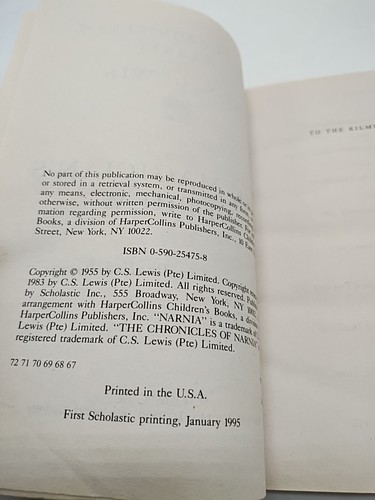 No part of this publication may be reproduced in whole or in
or stored in a retrieval system, or transmitted in any form
any means, electronic, mechanical, photocopying,
otherwise, without written permission of the publisher. For
mation regarding permission, write to HarperCollins
Books, a division of HarperCollins Publishers, Inc., 10 East
Street, New York, NY 10022.
ISBN 0-590-25475-8
Copyright © 1955 by C.S. Lewis (Pte) Limited. Copyright
1983 by C.S. Lewis (Pte) Limited. All rights reserved.
by Scholastic Inc., 555 Broadway, New York, NY
arrangement with HarperCollins Children's Books, a
HarperCollins Publishers, Inc. "NARNIA" is a trademark of
Lewis (Pte) Limited. "THE CHRONICLES OF NARNIA"
registered trademark of C.S. Lewis (Pte) Limited.
72 71 70 69 68 67
Printed in the U.S.A.
First Scholastic printing, January 1995
TO THE